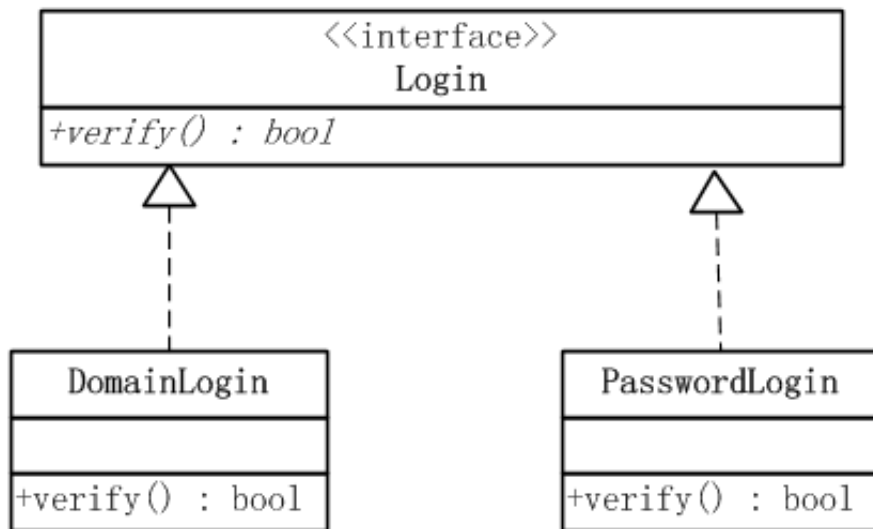 <<interface>>
Login
+verify() : bool
DomainLogin
PasswordLogin
+verify() : bool
+verify() : bool